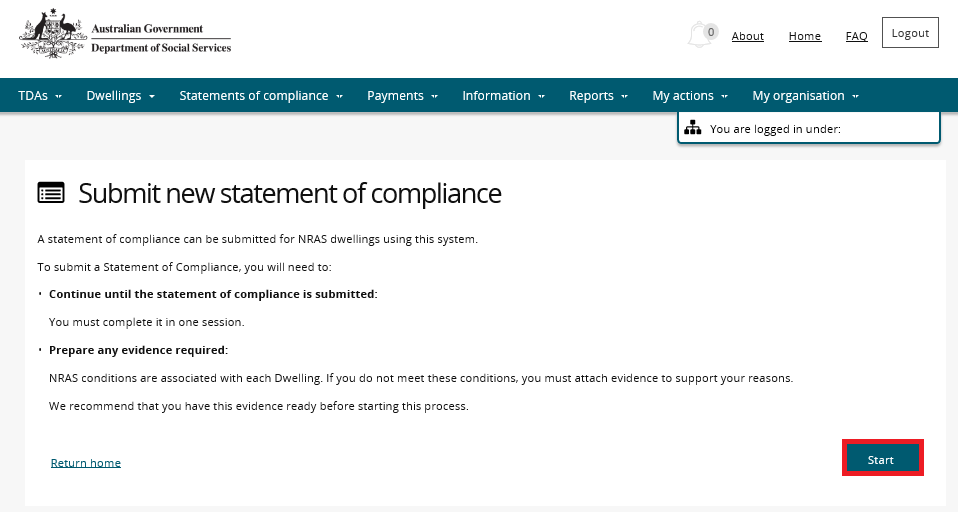 Australian Government
Department of Social Services
0
About
Home
FAQ
Logout
TDAs
Dwellings
Statements of compliance
Payments
Information
Reports
My actions
My organisation
You are logged in under:
Submit new statement of compliance
A statement of compliance can be submitted for NRAS dwellings using this system.
To submit a Statement of Compliance, you will need to:
• Continue until the statement of compliance is submitted:
You must complete it in one session.
• Prepare any evidence required:
NRAS conditions are associated with each Dwelling. If you do not meet these conditions, you must attach evidence to support your reasons.
We recommend that you have this evidence ready before starting this process.
Return home
Start